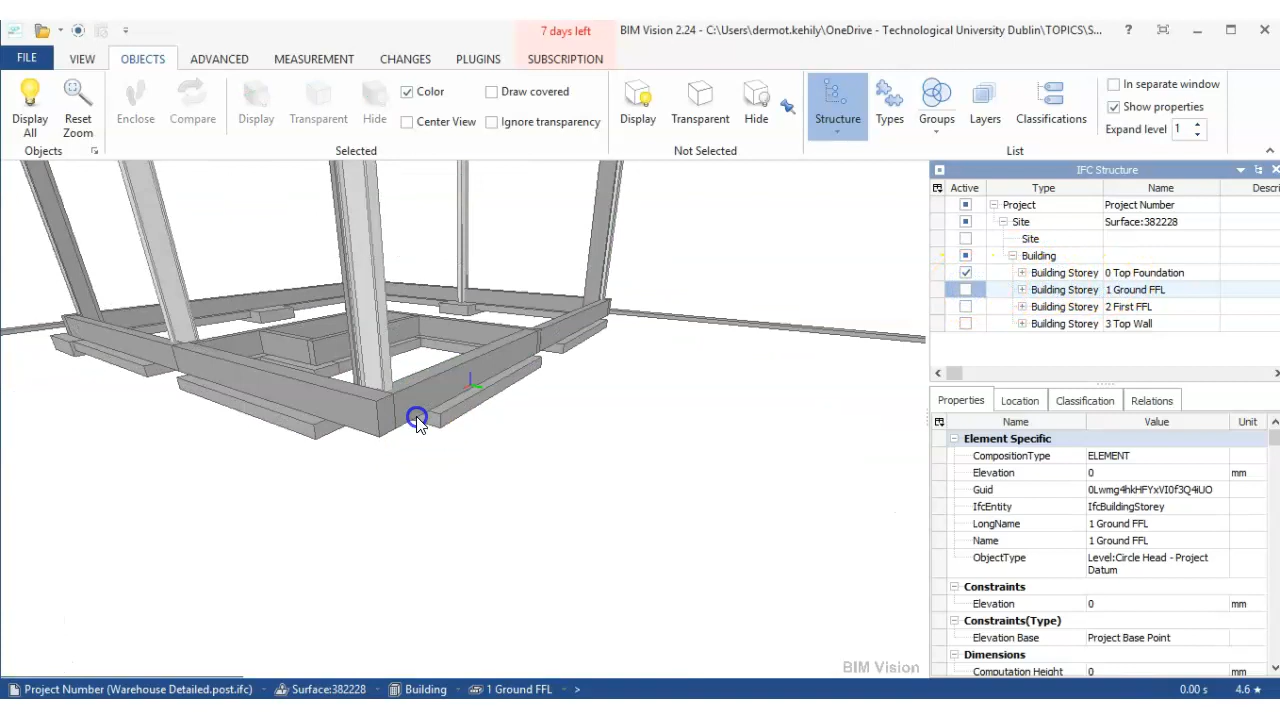 7 days left
BIM Vision 2.24 - C:\Users\dermot.kehily\OneDrive - Technological University Dublin\TOPICS\S...
FILE VIEW OBJECTS ADVANCED MEASUREMENT CHANGES PLUGINS SUBSCRIPTION
Display All
Reset Zoom
Enclose
Compare
Display
Transparent
Hide
Color
Draw covered
Center View
Ignore transparency
Display
Transparent
Hide
Structure
Types
Groups
Layers
Classifications
In separate window
Show properties
Expand level 1
Objects Selected Not Selected List
IFC Structure
Active Type Name Descri
Project Project Number
Site Surface:382228
Site
Building
Building Storey 0 Top Foundation
Building Storey 1 Ground FFL
Building Storey 2 First FFL
Building Storey 3 Top Wall
Properties Location Classification Relations
Name Value Unit
Element Specific
CompositionType ELEMENT
Elevation 0 mm
Guid 0Lwmg4hkHFYxVI0f3Q4iUO
IfcEntity IfcBuildingStorey
LongName 1 Ground FFL
Name 1 Ground FFL
ObjectType Level:Circle Head - Project
Datum
Constraints
Elevation 0 mm
Constraints(Type)
Elevation Base Project Base Point
Dimensions
Computation Height 0 mm
BIM Vision
Project Number (Warehouse Detailed.post.ifc) Surface:382228 Building 1 Ground FFL > 0.00 s 4.6 ★